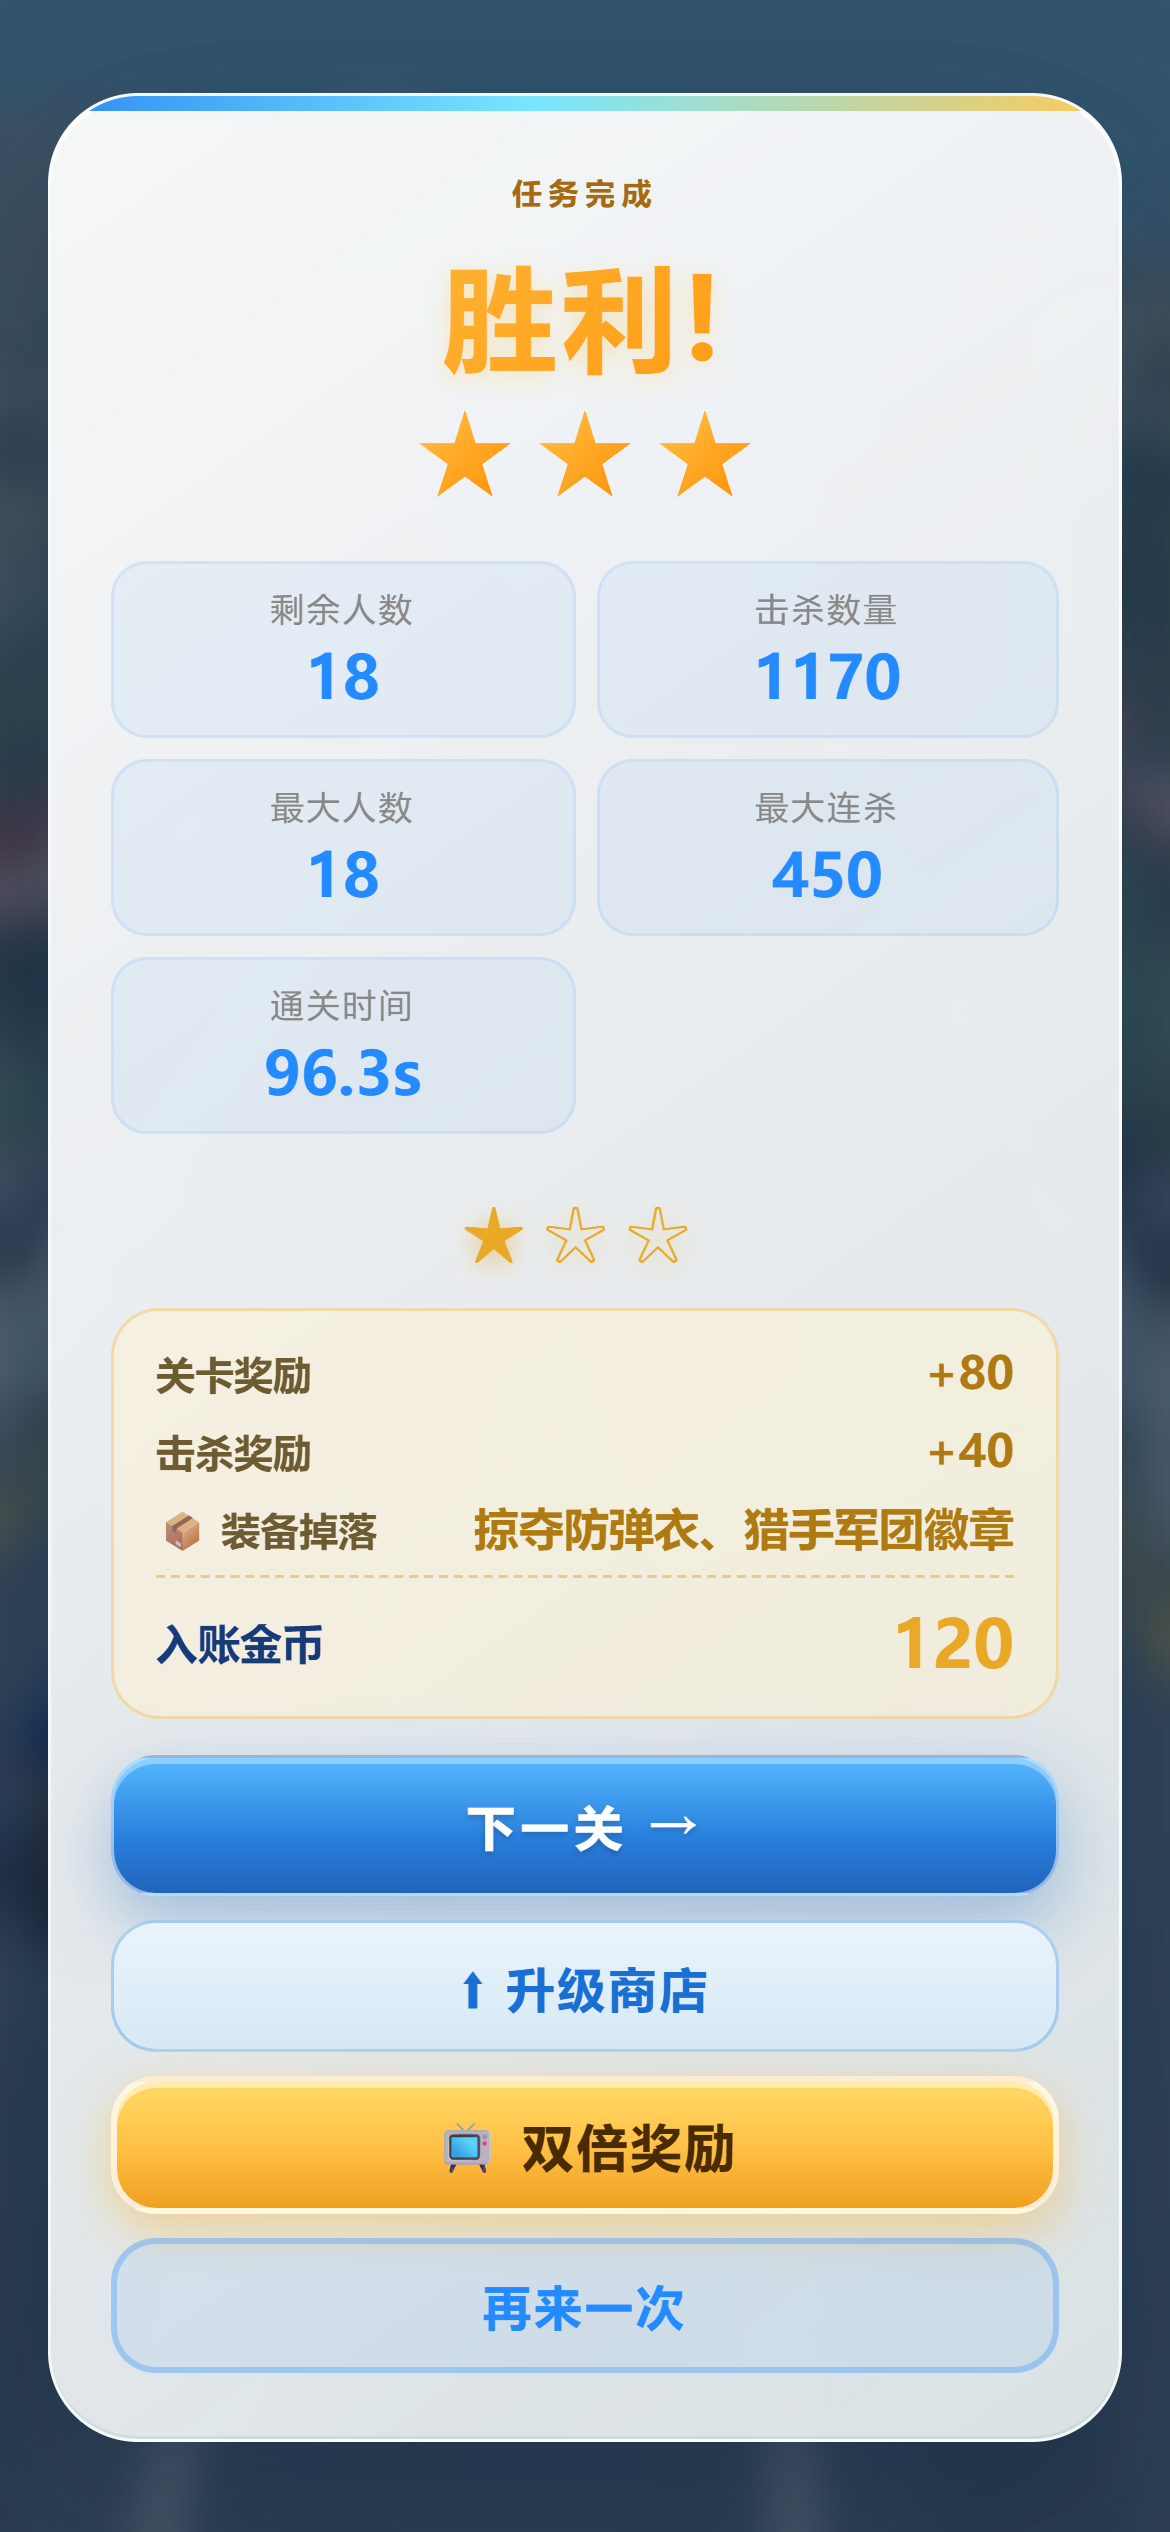 任务完成
胜利!
★ ★ ★
剩余人数
18
击杀数量
1170
最大人数
18
最大连杀
450
通关时间
96.3s
★ ☆ ☆
关卡奖励 +80
击杀奖励 +40
📦 装备掉落 掠夺防弹衣、猎手军团徽章
入账金币 120
下一关 →
⬆ 升级商店
📺 双倍奖励
再来一次